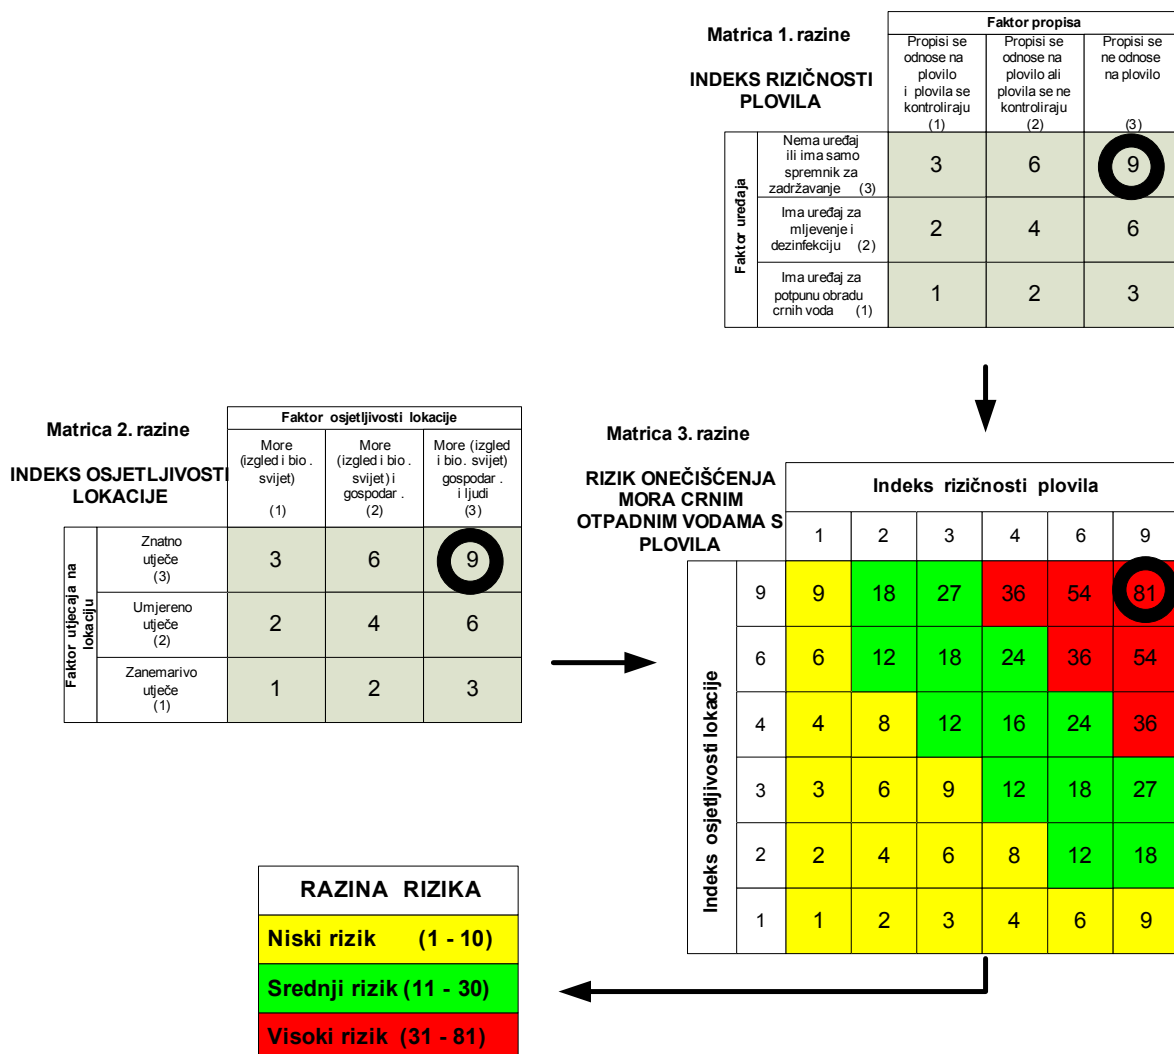 Matrica 1. razine
INDEKS RIZIČNOSTI
PLOVILA
Faktor propisa
Propisi se
odnose na
plovilo
i plovila se
kontroliraju
(1)
Propisi se
odnose na
plovilo ali
plovila se ne
kontroliraju
(2)
Propisi se
ne odnose
na plovilo
(3)
Faktor uređaja
Nema uređaj
ili ima samo
spremnik za
zadržavanje (3)
3 6 9
Ima uređaj za
mljevenje i
dezinfekciju (2)
2 4 6
Ima uređaj za
potpunu obradu
crnih voda (1)
1 2 3
Matrica 2. razine
INDEKS OSJETLJIVOSTI
LOKACIJE
Faktor osjetljivosti lokacije
More
(izgled i bio.
svijet)
(1)
More
(izgled i bio.
svijet) i
gospodar.
(2)
More (izgled
i bio. svijet)
gospodar.
i ljudi
(3)
Faktor utjecaja na
lokaciju
Znatno
utječe
(3)
3 6 9
Umjereno
utječe
(2)
2 4 6
Zanemarivo
utječe
(1)
1 2 3
Matrica 3. razine
RIZIK ONEČIŠĆENJA
MORA CRNIM
OTPADNIM VODAMA S
PLOVILA
Indeks rizičnosti plovila
1 2 3 4 6 9
Indeks osjetljivosti lokacije
9 9 18 27 36 54 81
6 6 12 18 24 36 54
4 4 8 12 16 24 36
3 3 6 9 12 18 27
2 2 4 6 8 12 18
1 1 2 3 4 6 9
RAZINA RIZIKA
Niski rizik (1 - 10)
Srednji rizik (11 - 30)
Visoki rizik (31 - 81)